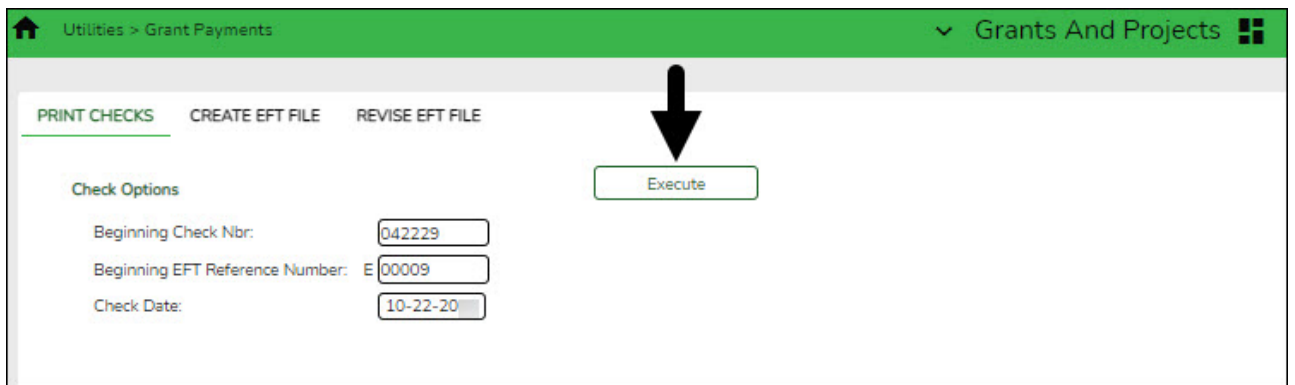 Utilities > Grant Payments
Grants And Projects
PRINT CHECKS CREATE EFT FILE REVISE EFT FILE
Check Options
Execute
Beginning Check Nbr: 042229
Beginning EFT Reference Number: E 00009
Check Date: 10-22-20